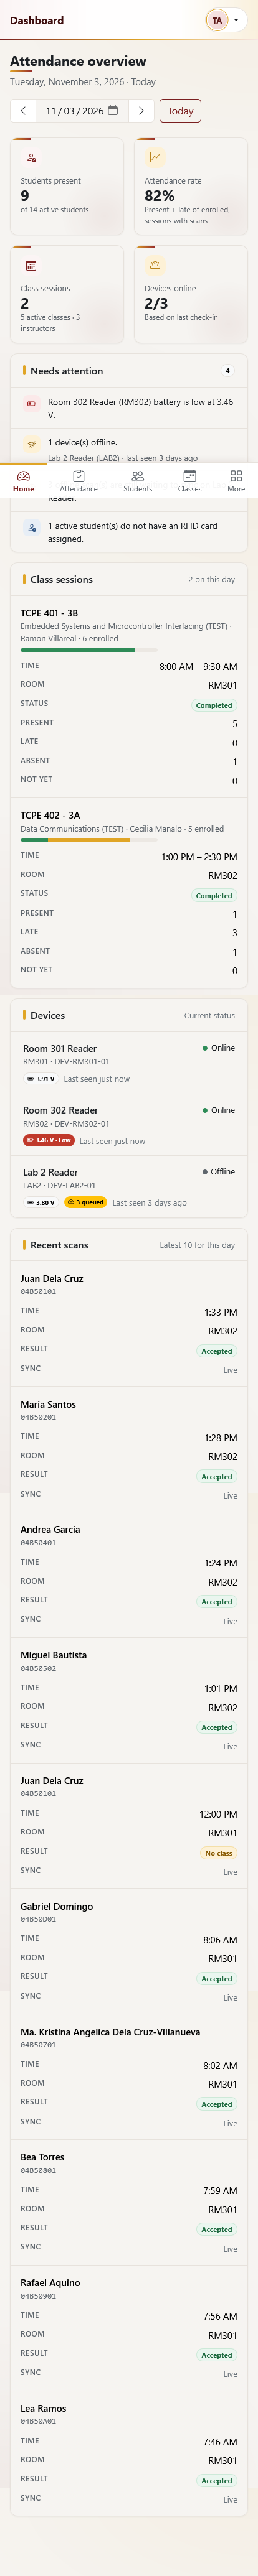 Dashboard
TA
Attendance overview
Tuesday, November 3, 2026 · Today
11 / 03 / 2026
Today
Students present
9
of 14 active students
Attendance rate
82%
Present + late of enrolled, sessions with scans
Class sessions
2
5 active classes · 3 instructors
Devices online
2/3
Based on last check-in
Needs attention
4
Room 302 Reader (RM302) battery is low at 3.46 V.
1 device(s) offline.
Lab 2 Reader (LAB2) · last seen 3 days ago
Home
Attendance
Students
Classes
More
Reader.
1 active student(s) do not have an RFID card assigned.
Class sessions
2 on this day
TCPE 401 - 3B
Embedded Systems and Microcontroller Interfacing (TEST) · Ramon Villareal · 6 enrolled
TIME 8:00 AM – 9:30 AM
ROOM RM301
STATUS Completed
PRESENT 5
LATE 0
ABSENT 1
NOT YET 0
TCPE 402 - 3A
Data Communications (TEST) · Cecilia Manalo · 5 enrolled
TIME 1:00 PM – 2:30 PM
ROOM RM302
STATUS Completed
PRESENT 1
LATE 3
ABSENT 1
NOT YET 0
Devices
Current status
Room 301 Reader
Online
RM301 · DEV-RM301-01
3.91 V Last seen just now
Room 302 Reader
Online
RM302 · DEV-RM302-01
3.46 V · Low Last seen just now
Lab 2 Reader
Offline
LAB2 · DEV-LAB2-01
3.80 V 3 queued Last seen 3 days ago
Recent scans
Latest 10 for this day
Juan Dela Cruz
04B50101
TIME 1:33 PM
ROOM RM302
RESULT Accepted
SYNC Live
Maria Santos
04B50201
TIME 1:28 PM
ROOM RM302
RESULT Accepted
SYNC Live
Andrea Garcia
04B50401
TIME 1:24 PM
ROOM RM302
RESULT Accepted
SYNC Live
Miguel Bautista
04B50502
TIME 1:01 PM
ROOM RM302
RESULT Accepted
SYNC Live
Juan Dela Cruz
04B50101
TIME 12:00 PM
ROOM RM301
RESULT No class
SYNC Live
Gabriel Domingo
04B50D01
TIME 8:06 AM
ROOM RM301
RESULT Accepted
SYNC Live
Ma. Kristina Angelica Dela Cruz-Villanueva
04B50701
TIME 8:02 AM
ROOM RM301
RESULT Accepted
SYNC Live
Bea Torres
04B50801
TIME 7:59 AM
ROOM RM301
RESULT Accepted
SYNC Live
Rafael Aquino
04B50901
TIME 7:56 AM
ROOM RM301
RESULT Accepted
SYNC Live
Lea Ramos
04B50A01
TIME 7:46 AM
ROOM RM301
RESULT Accepted
SYNC Live